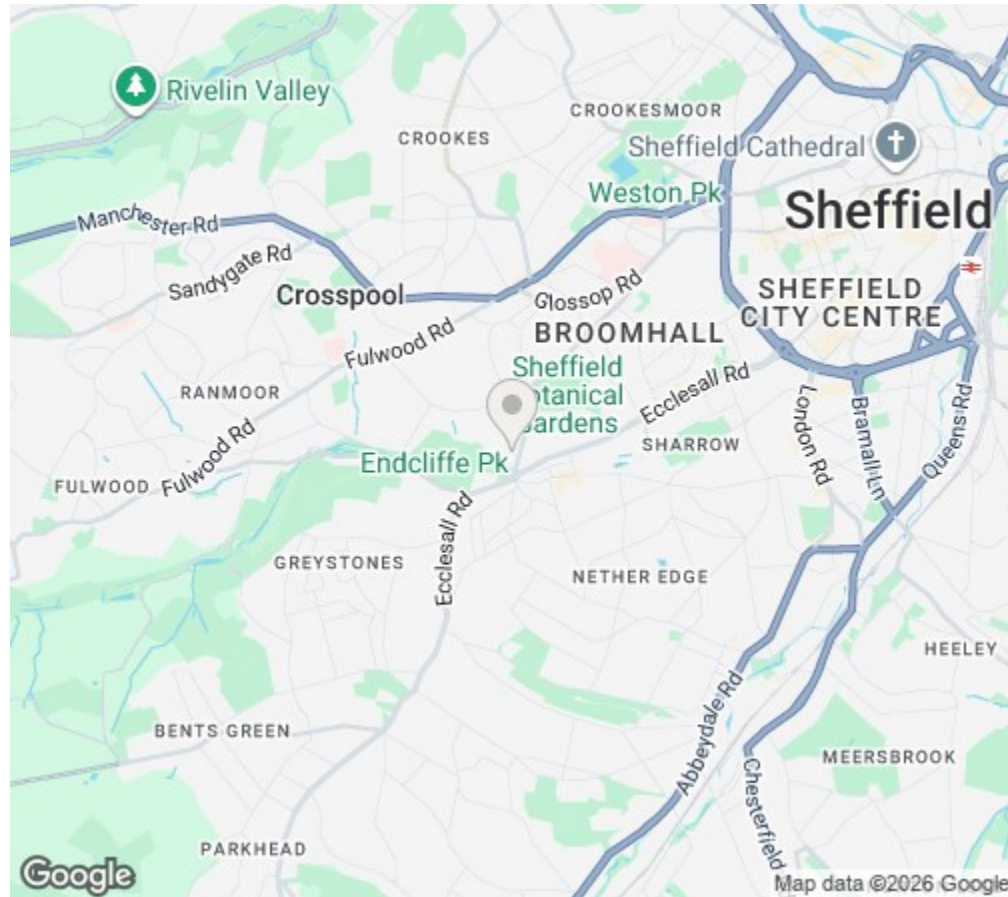 Rivelin Valley
CROOKES
CROOKESMOOR
Sheffield Cathedral
Weston Pk
Sheffield
Manchester Rd
Sandygate Rd
Crosspool
Glossop Rd
SHEFFIELD
CITY CENTRE
BROOMHALL
Fulwood Rd
Sheffield
Gardens
RANMOOR
Ecclesall Rd
London Rd
Bramall Ln
Queens Rd
SHARROW
Endcliffe Pk
Fulwood Rd
FULWOOD
Ecclesall Rd
GREYSTONES
NETHER EDGE
HEELEY
Abbeydale Rd
BENTS GREEN
MEERSBROOK
Chesterfield
PARKHEAD
Google
Map data ©2026 Google